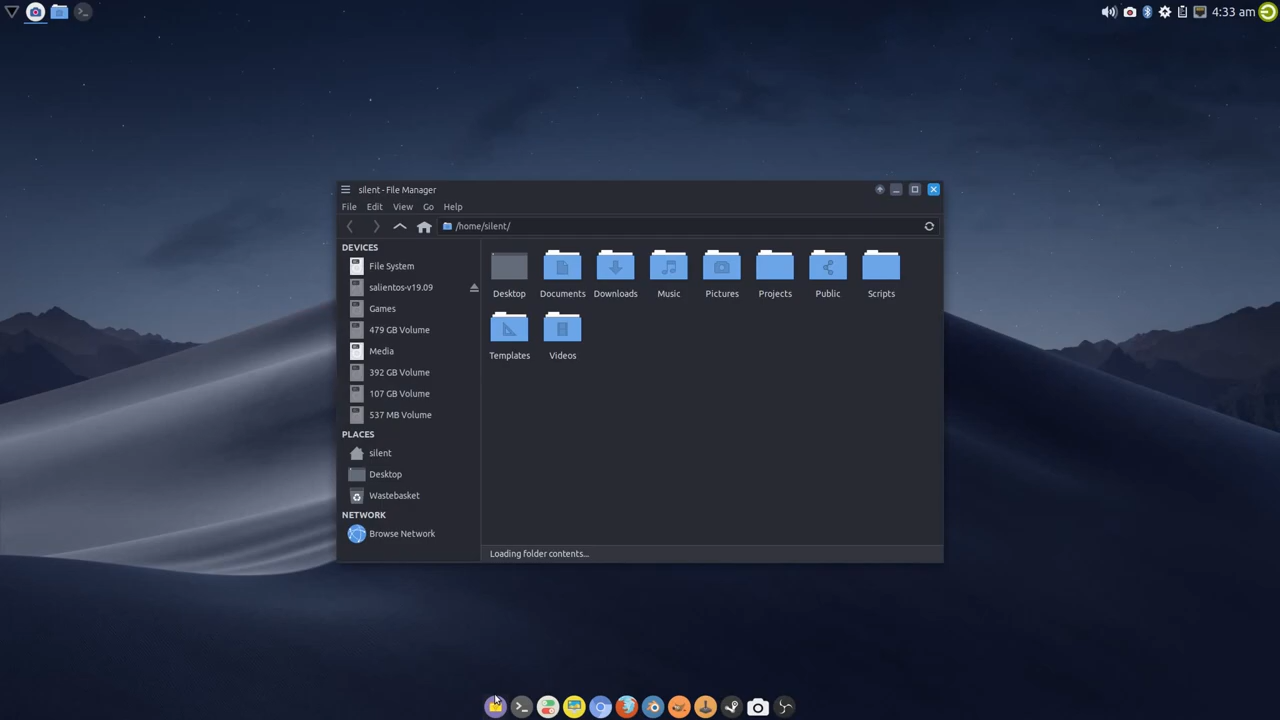 4:33 am
silent - File Manager
File Edit View Go Help
/home/silent/
DEVICES
File System
salientos-v19.09
Games
479 GB Volume
Media
392 GB Volume
107 GB Volume
537 MB Volume
PLACES
silent
Desktop
Wastebasket
NETWORK
Browse Network
Desktop Documents Downloads Music Pictures Projects Public Scripts
Templates Videos
Loading folder contents...